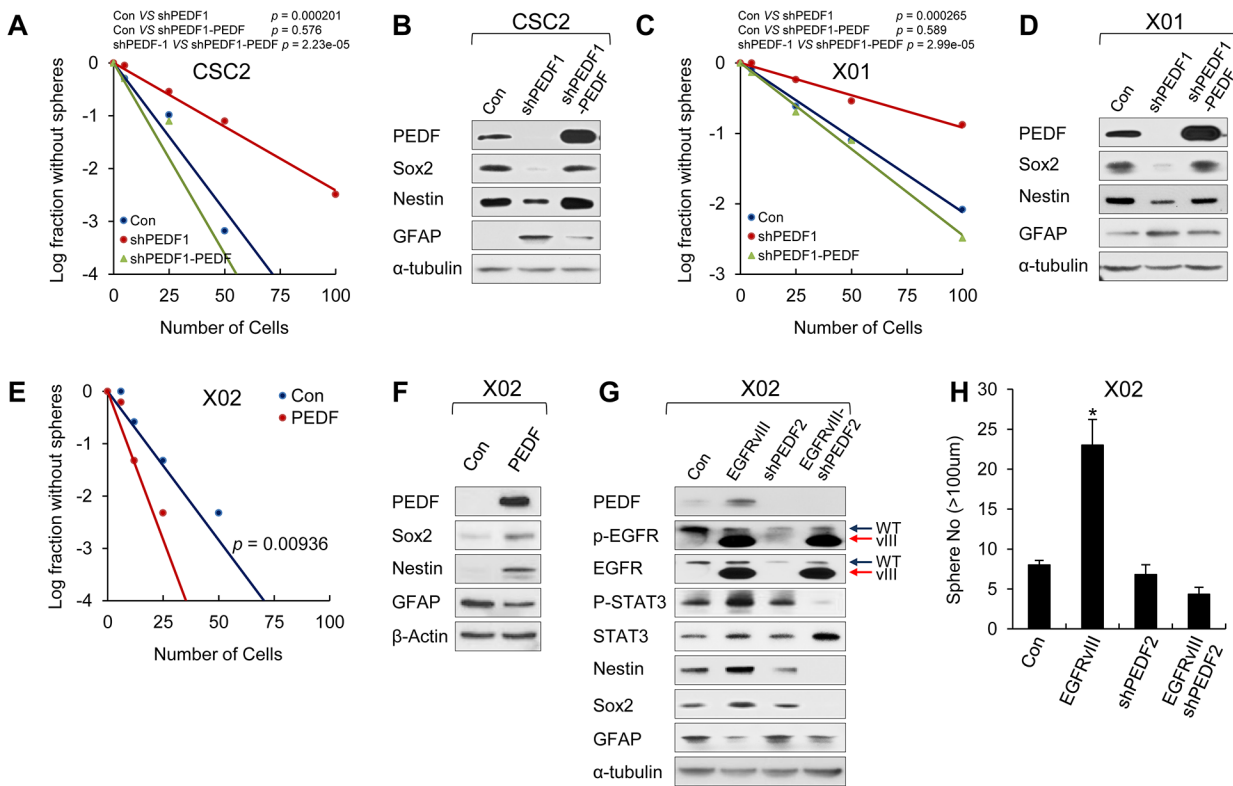 A
Con VS shPEDF1 p = 0.000201
Con VS shPEDF1-PEDF p = 0.576
shPEDF-1 VS shPEDF1-PEDF p = 2.23e-05
CSC2
Log fraction without spheres
0
-1
-2
-3
-4
Con
shPEDF1
shPEDF1-PEDF
0 25 50 75 100
Number of Cells
B
CSC2
Con
shPEDF1
shPEDF1
-PEDF
PEDF
Sox2
Nestin
GFAP
α-tubulin
C
Con VS shPEDF1 p = 0.000265
Con VS shPEDF1-PEDF p = 0.589
shPEDF-1 VS shPEDF1-PEDF p = 2.99e-05
X01
Log fraction without spheres
0
-1
-2
-3
Con
shPEDF1
shPEDF1-PEDF
0 25 50 75 100
Number of Cells
D
X01
Con
shPEDF1
shPEDF1
-PEDF
PEDF
Sox2
Nestin
GFAP
α-tubulin
E
X02
Con
PEDF
Log fraction without spheres
0
-1
-2
-3
-4
p = 0.00936
0 25 50 75 100
Number of Cells
F
X02
Con
PEDF
PEDF
Sox2
Nestin
GFAP
β-Actin
G
X02
Con
EGFRvIII
shPEDF2
EGFRvIII-
shPEDF2
PEDF
p-EGFR
WT
vIII
EGFR
WT
vIII
P-STAT3
STAT3
Nestin
Sox2
GFAP
α-tubulin
H
X02
Sphere No (>100um)
30
25
20
15
10
5
0
*
Con
EGFRvIII
shPEDF2
EGFRvIII
shPEDF2